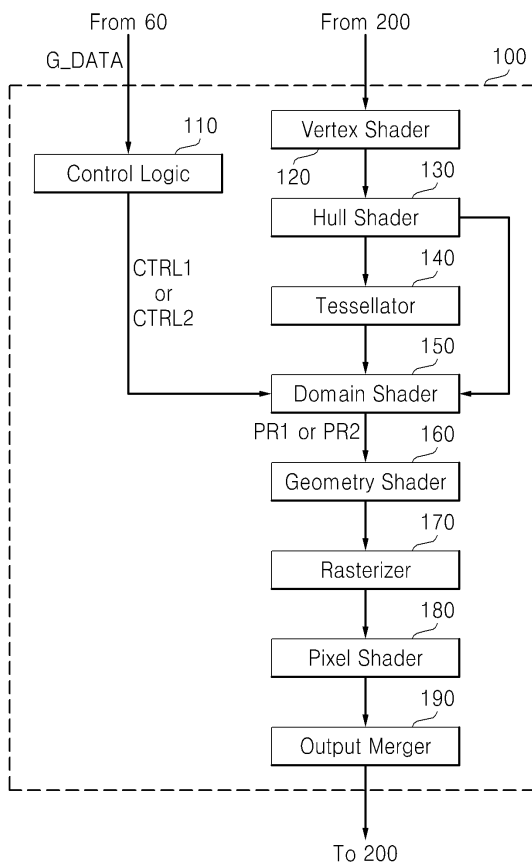 From 60
From 200
G_DATA
100
110
Control Logic
Vertex Shader
120
130
Hull Shader
CTRL1
or
CTRL2
140
Tessellator
150
Domain Shader
PR1 or PR2
160
Geometry Shader
170
Rasterizer
180
Pixel Shader
190
Output Merger
To 200